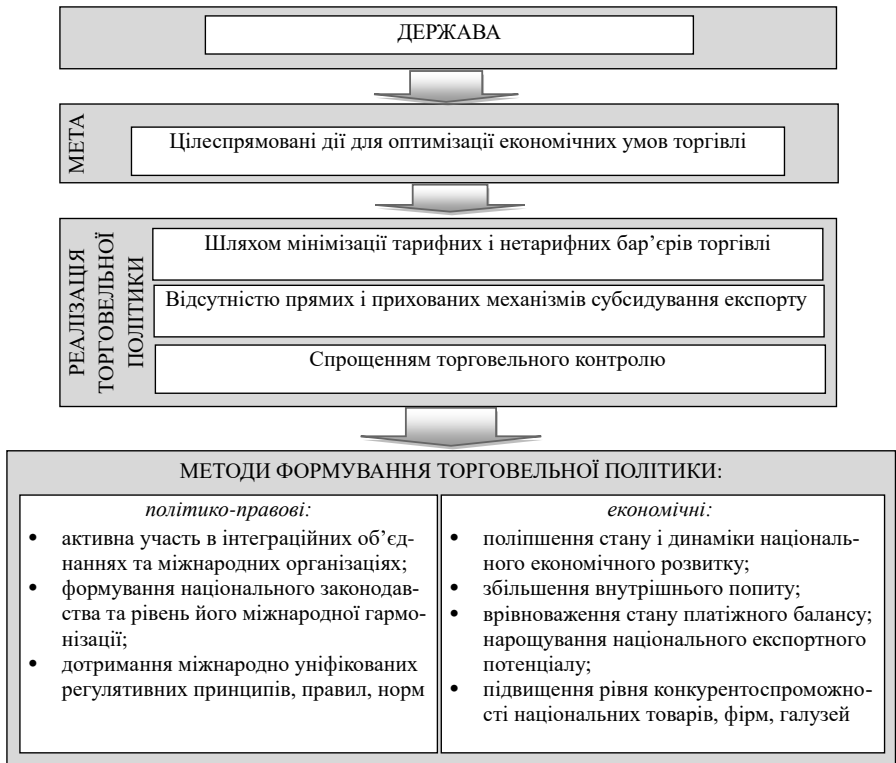 ДЕРЖАВА
МЕТА
Цілеспрямовані дії для оптимізації економічних умов торгівлі
РЕАЛІЗАЦІЯ
ТОРГОВЕЛЬНОЇ
ПОЛІТИКИ
Шляхом мінімізації тарифних і нетарифних бар’єрів торгівлі
Відсутністю прямих і прихованих механізмів субсидування експорту
Спрощенням торговельного контролю
МЕТОДИ ФОРМУВАННЯ ТОРГОВЕЛЬНОЇ ПОЛІТИКИ:
політико-правові:
• активна участь в інтеграційних об’єд-
наннях та міжнародних організаціях;
• формування національного законодав-
ства та рівень його міжнародної гармо-
нізації;
• дотримання міжнародно уніфікованих
регулятивних принципів, правил, норм
економічні:
• поліпшення стану і динаміки національ-
ного економічного розвитку;
• збільшення внутрішнього попиту;
• врівноваження стану платіжного балансу;
нарощування національного експортного
потенціалу;
• підвищення рівня конкурентоспроможно-
сті національних товарів, фірм, галузей